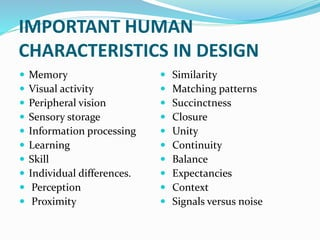 IMPORTANT HUMAN
CHARACTERISTICS IN DESIGN
Memory
Visual activity
Peripheral vision
Sensory storage
Information processing
Learning
Skill
Individual differences.
Perception
Proximity
Similarity
Matching patterns
Succinctness
Closure
Unity
Continuity
Balance
Expectancies
Context
Signals versus noise